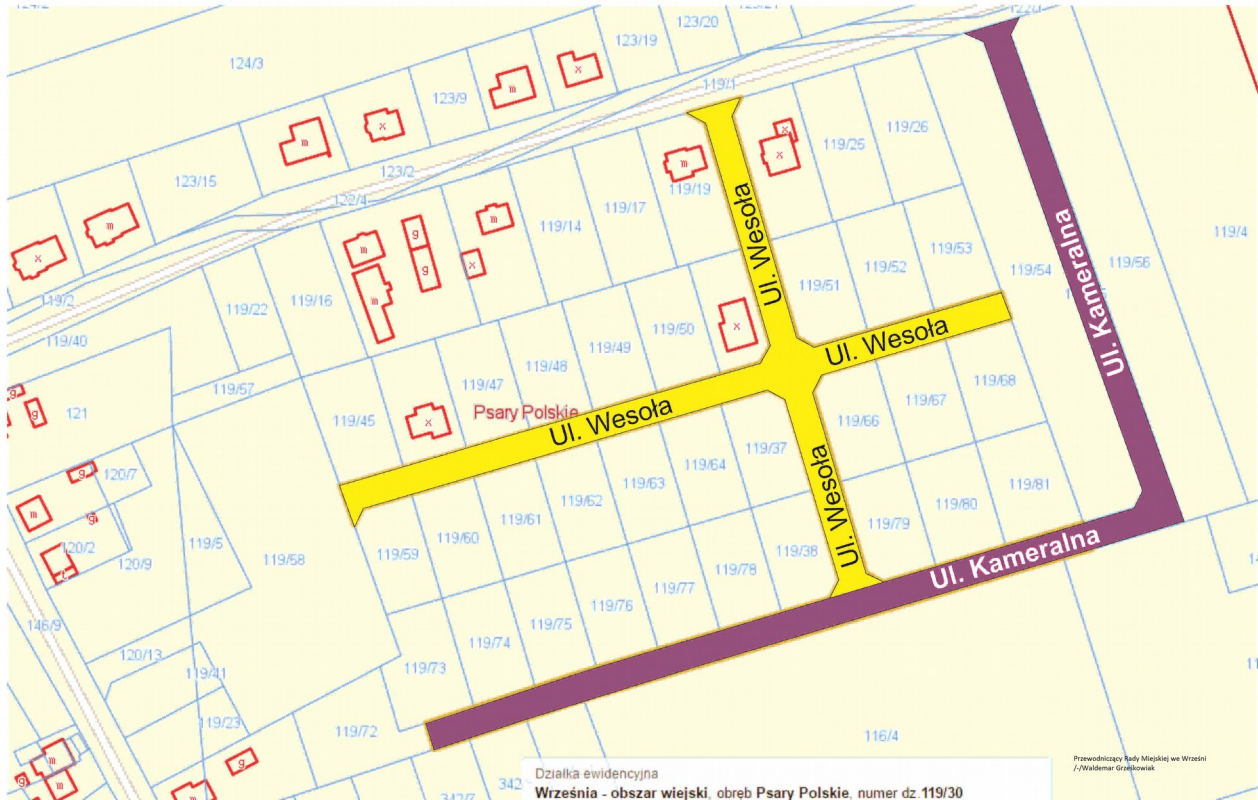 124/3
123/19
123/20
122/1
123/9
m
x
x
m
119/1
123/15
123/2
122/4
119/25
119/26
x
x
m
119/19
119/17
119/14
m
x
g
g
m
m
m
x
119/2
119/40
119/22
119/16
119/4
119/56
119/54
119/53
119/52
119/51
Ul. Wesoła
Ul. Kameralna
119/50
x
119/49
119/48
119/47
119/57
119/45
x
Psary Polskie
Ul. Wesoła
Ul. Wesoła
119/68
119/67
119/66
121
g
g
120/7
g
m
g
120/2
120/9
119/5
119/58
119/59
119/60
119/61
119/62
119/63
119/64
119/37
Ul. Wesoła
119/81
119/80
119/79
119/38
119/78
119/77
119/76
119/75
119/74
119/73
Ul. Kameralna
146/9
120/13
119/41
119/23
119/72
g
m
m
g
m
116/4
342/7
342
Działka ewidencyjna
Września - obszar wiejski, obręb Psary Polskie, numer dz.119/30
Przewodniczący Rady Miejskiej we Wrześni
/-/Waldemar Grześkowiak